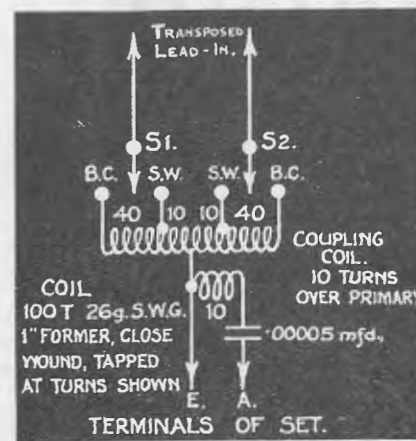 TRANSPOSED
LEAD-IN.
S1. S2.
B.C. S.W. S.W. B.C.
40 10 10 40
COUPLING
COIL.
10 TURNS
OVER PRIMARY
COIL
100T 26g. S.W.G.
1" FORMER, CLOSE
WOUND, TAPPED
AT TURNS SHOWN
10
.00005 mfd.
E. A.
TERMINALS OF SET.